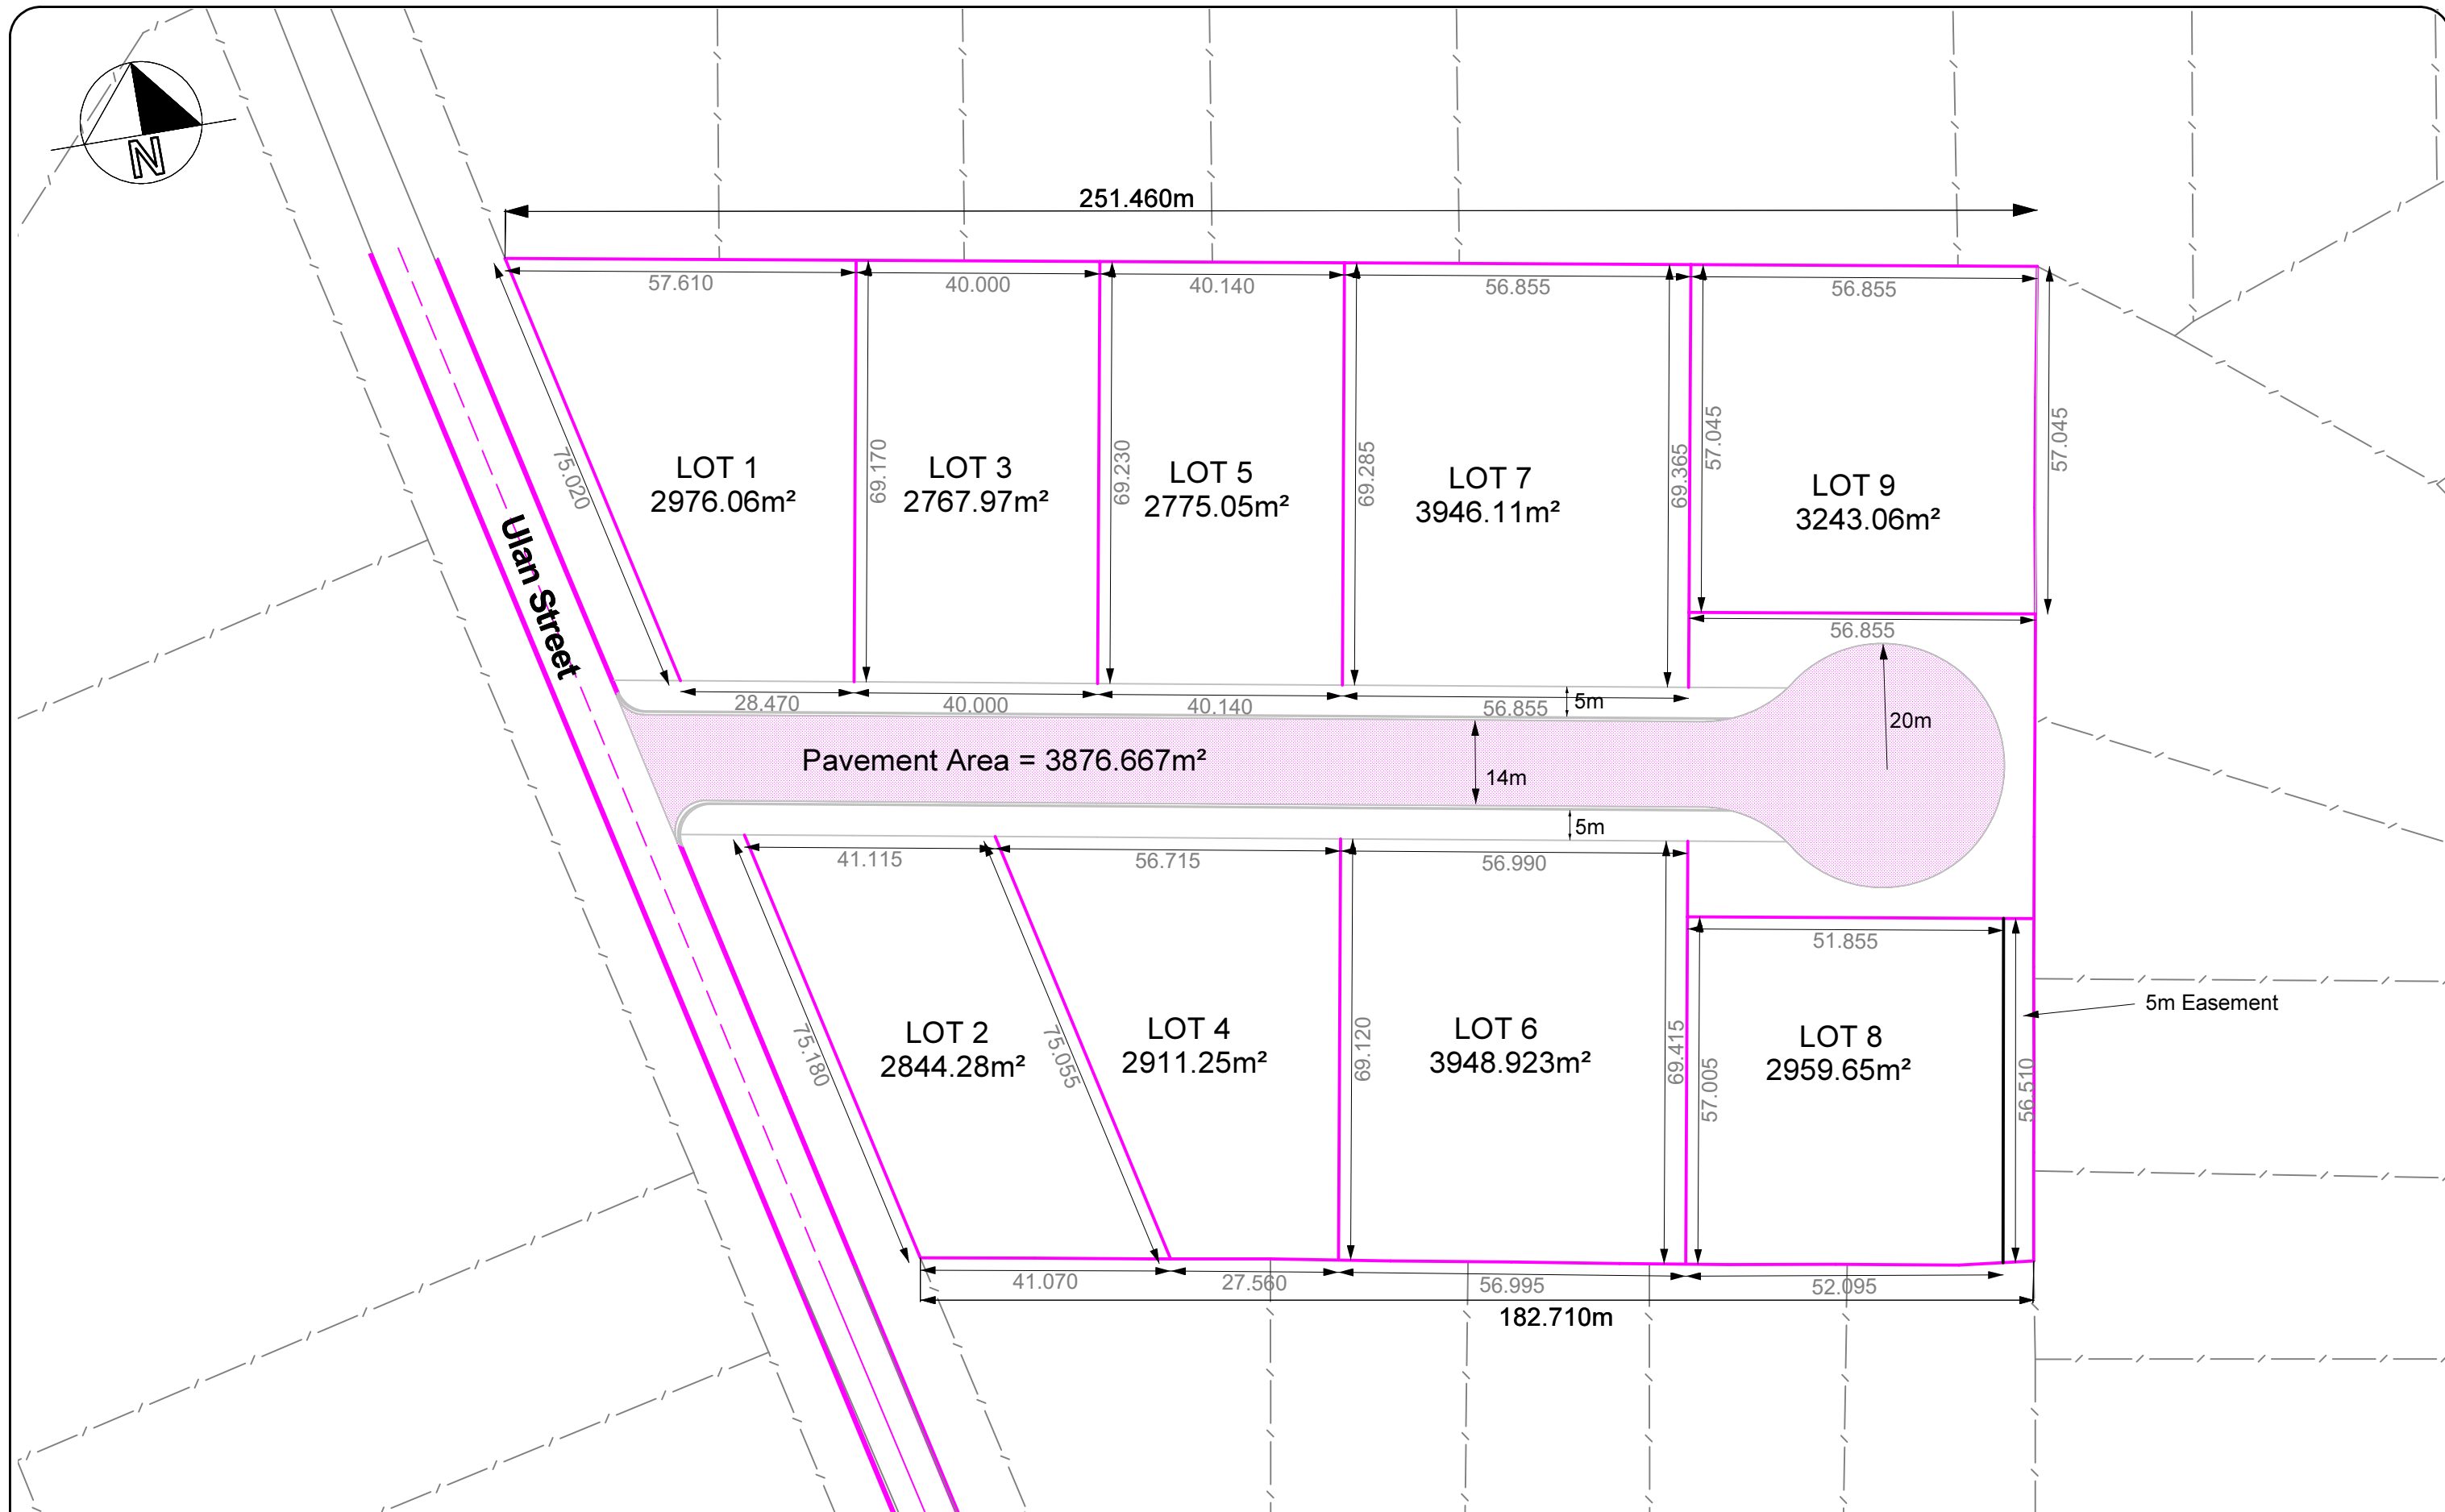 N
251.460m
57.610
40.000
40.140
56.855
56.855
75.020
69.170
69.230
69.285
69.365
57.045
57.045
LOT 1
2976.06m²
LOT 3
2767.97m²
LOT 5
2775.05m²
LOT 7
3946.11m²
LOT 9
3243.06m²
Ulan Street
56.855
28.470
40.000
40.140
56.855
5m
20m
Pavement Area = 3876.667m²
14m
5m
41.115
56.715
56.990
51.855
75.180
75.055
69.120
69.415
57.005
56.510
5m Easement
LOT 2
2844.28m²
LOT 4
2911.25m²
LOT 6
3948.923m²
LOT 8
2959.65m²
41.070
27.560
56.995
52.095
182.710m